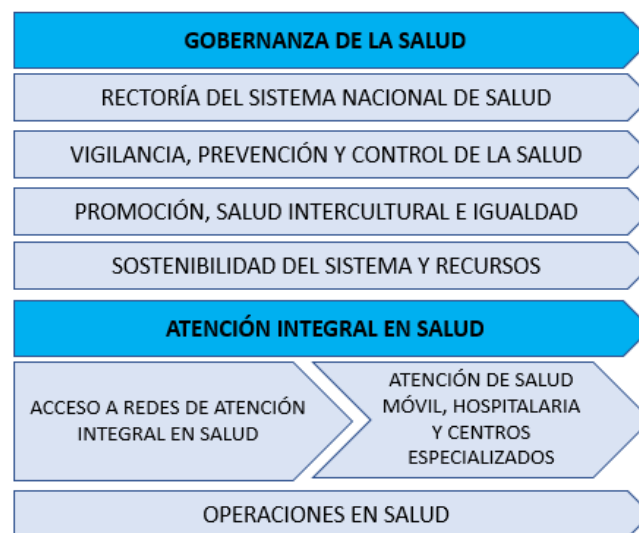 GOBERNANZA DE LA SALUD
RECTORÍA DEL SISTEMA NACIONAL DE SALUD
VIGILANCIA, PREVENCIÓN Y CONTROL DE LA SALUD
PROMOCIÓN, SALUD INTERCULTURAL E IGUALDAD
SOSTENIBILIDAD DEL SISTEMA Y RECURSOS
ATENCIÓN INTEGRAL EN SALUD
ACCESO A REDES DE ATENCIÓN
INTEGRAL EN SALUD
ATENCIÓN DE SALUD
MÓVIL, HOSPITALARIA
Y CENTROS
ESPECIALIZADOS
OPERACIONES EN SALUD